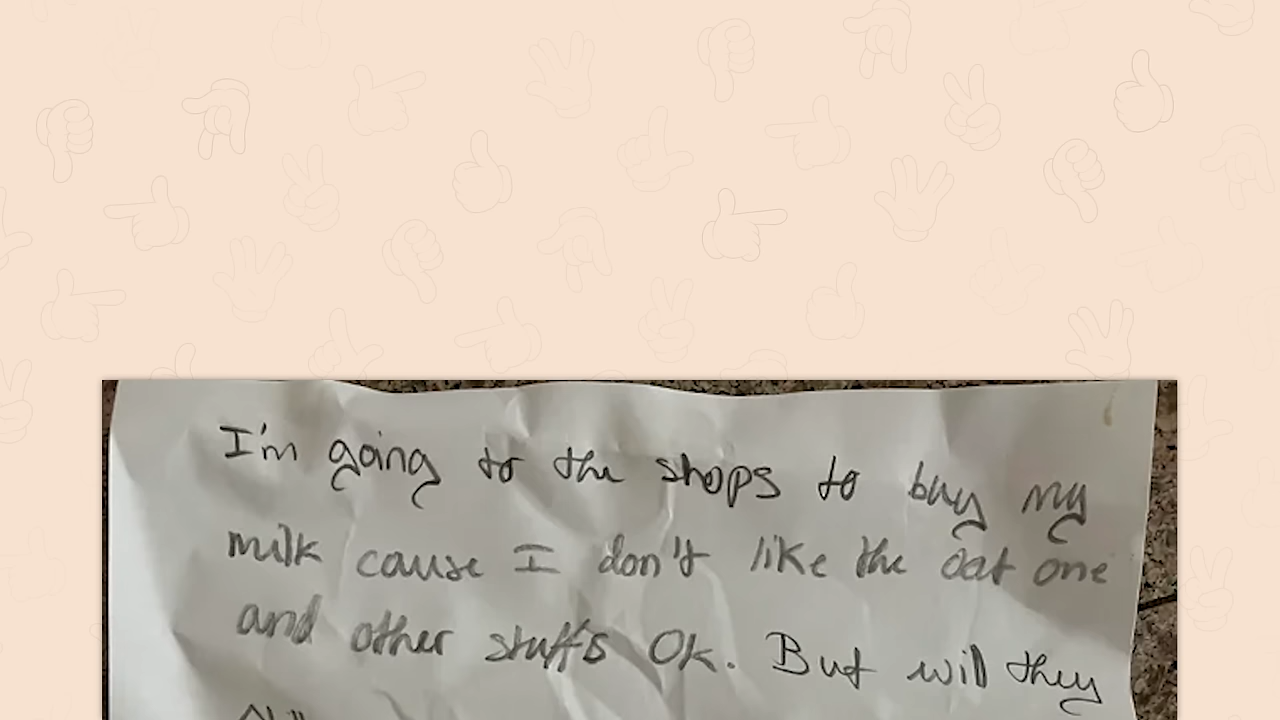 I'm going to the shops to buy my
milk cause I don't like the oat one
and other stuffs Ok. But will they